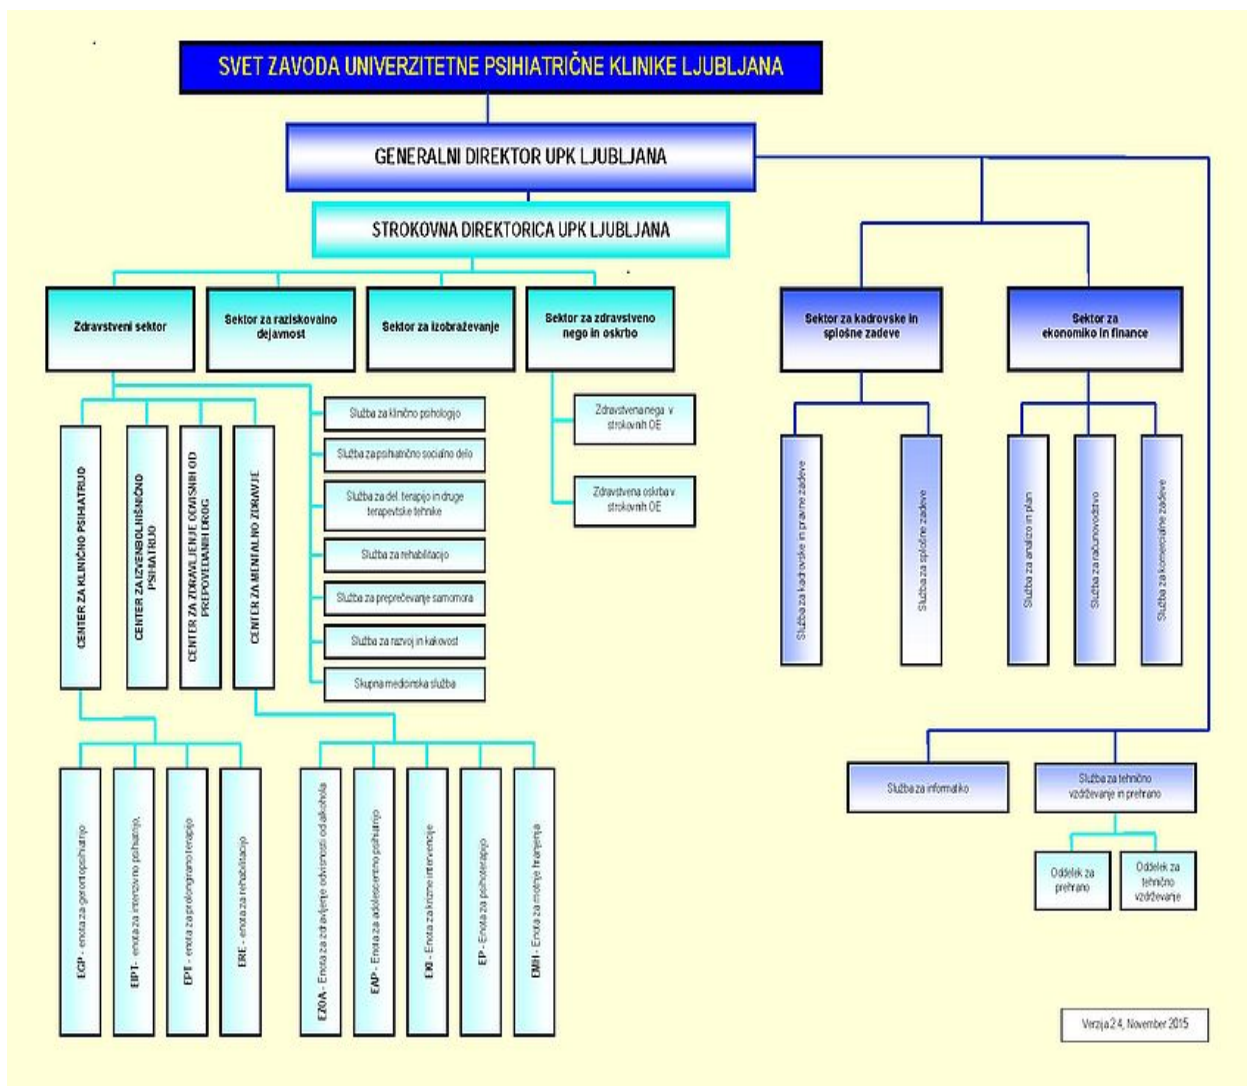 SVET ZAVODA UNIVERZITETNE PSIHIATRIČNE KLINIKE LJUBLJANA
GENERALNI DIREKTOR UPK LJUBLJANA
STROKOVNA DIREKTORICA UPK LJUBLJANA
Zdravstveni sektor
Sektor za raziskovalno
dejavnost
Sektor za izobraževanje
Sektor za zdravstveno
nego in oskrbo
Sektor za kadrovske in
splošne zadeve
Sektor za
ekonomiko in finance
CENTER ZA KLINIČNO PSIHIATRIJO
CENTER ZA IZVENBOLNIŠNIČNO
PSIHIATRIJO
CENTER ZA ZDRAVLJENJE ODVISNIH OD
PREPOVEDANIH DROG
CENTER ZA MENTALNO ZDRAVJE
Služba za klinično psihologijo
Služba za psihiatrično socialno delo
Služba za del. terapijo in druge
terapevtske tehnike
Služba za rehabilitacijo
Služba za preprečevanje samomora
Služba za razvoj in kakovost
Skupna medicinska služba
Zdravstvena nega v
strokovnih OE
Zdravstvena oskrba v
strokovnih OE
Služba za kadrovske in pravne zadeve
Služba za splošne zadeve
Služba za analizo in plan
Služba za računovodstvo
Služba za komercialne zadeve
EGP - enota za gerontopsihiatrijo
EIPT- enota za intenzivno psihiatrijo,
EPT - enota za prolongirano terapijo
ERE - enota za rehabilitacijo
EZOA - Enota za zdravljenje odvisnosti od alkohola
EAP - Enota za adolescentno psihiatrijo
EKI - Enota za krizne intervencije
EP - Enota za psihoterapijo
EMH - Enota za motnje hranjenja
Služba za informatiko
Služba za tehnično
vzdrževanje in prehrano
Oddelek za
prehrano
Oddelek za
tehnično
vzdrževanje
Verzija 2.4, November 2015